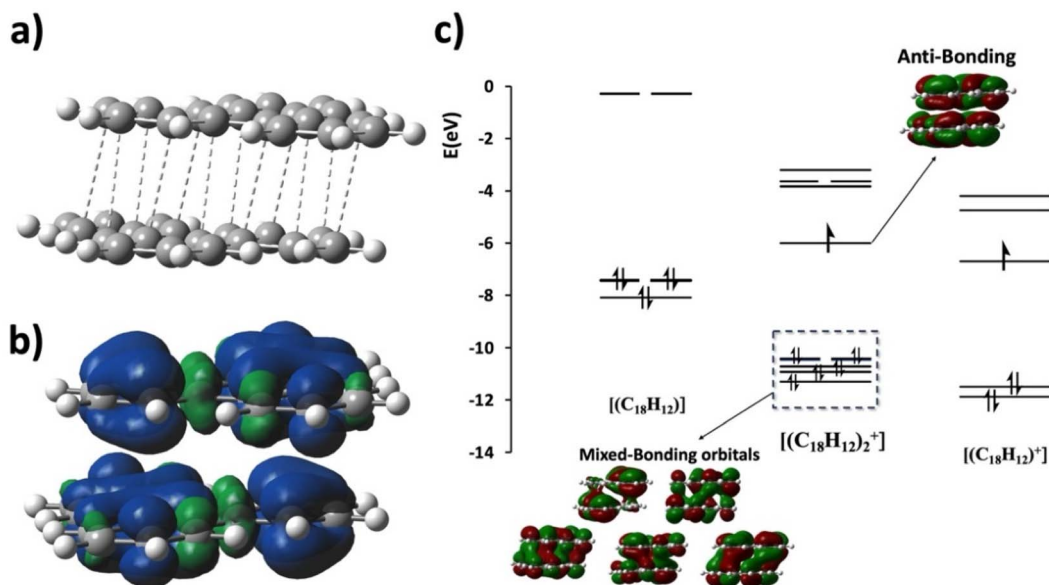 a)
b)
c)
E(eV)
0
-2
-4
-6
-8
-10
-12
-14
Anti-Bonding
[(C₁₈H₁₂)]
[(C₁₈H₁₂)₂⁺]
[(C₁₈H₁₂)⁺]
Mixed-Bonding orbitals